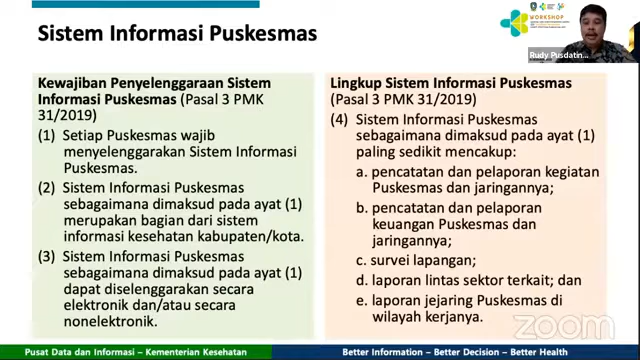 Sistem Informasi Puskesmas
WORKSHOP
Rudy Pusdatin...
Kewajiban Penyelenggaraan Sistem
Informasi Puskesmas (Pasal 3 PMK
31/2019)
(1) Setiap Puskesmas wajib
menyelenggarakan Sistem Informasi
Puskesmas.
(2) Sistem Informasi Puskesmas
sebagaimana dimaksud pada ayat (1)
merupakan bagian dari sistem
informasi kesehatan kabupaten/kota.
(3) Sistem Informasi Puskesmas
sebagaimana dimaksud pada ayat (1)
dapat diselenggarakan secara
elektronik dan/atau secara
nonelektronik.
Lingkup Sistem Informasi Puskesmas
(Pasal 3 PMK 31/2019)
(4) Sistem Informasi Puskesmas
sebagaimana dimaksud pada ayat (1)
paling sedikit mencakup:
a. pencatatan dan pelaporan kegiatan
Puskesmas dan jaringannya;
b. pencatatan dan pelaporan
keuangan Puskesmas dan
jaringannya;
c. survei lapangan;
d. laporan lintas sektor terkait; dan
e. laporan jejaring Puskesmas di
wilayah kerjanya.
zoom
Pusat Data dan Informasi – Kementerian Kesehatan
Better Information – Better Decision – Better Health